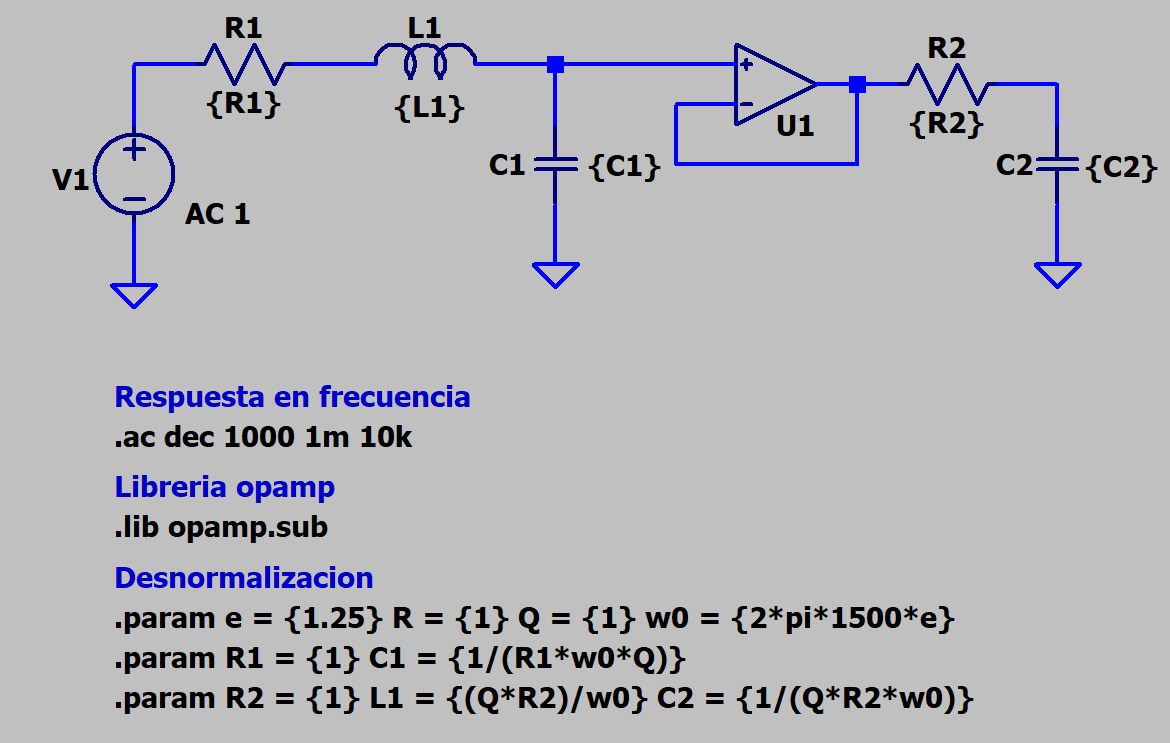 R1
{R1}
L1
{L1}
V1
AC 1
C1
{C1}
U1
R2
{R2}
C2
{C2}
Respuesta en frecuencia
.ac dec 1000 1m 10k
Libreria opamp
.lib opamp.sub
Desnormalizacion
.param e = {1.25} R = {1} Q = {1} w0 = {2*pi*1500*e}
.param R1 = {1} C1 = {1/(R1*w0*Q)}
.param R2 = {1} L1 = {(Q*R2)/w0} C2 = {1/(Q*R2*w0)}